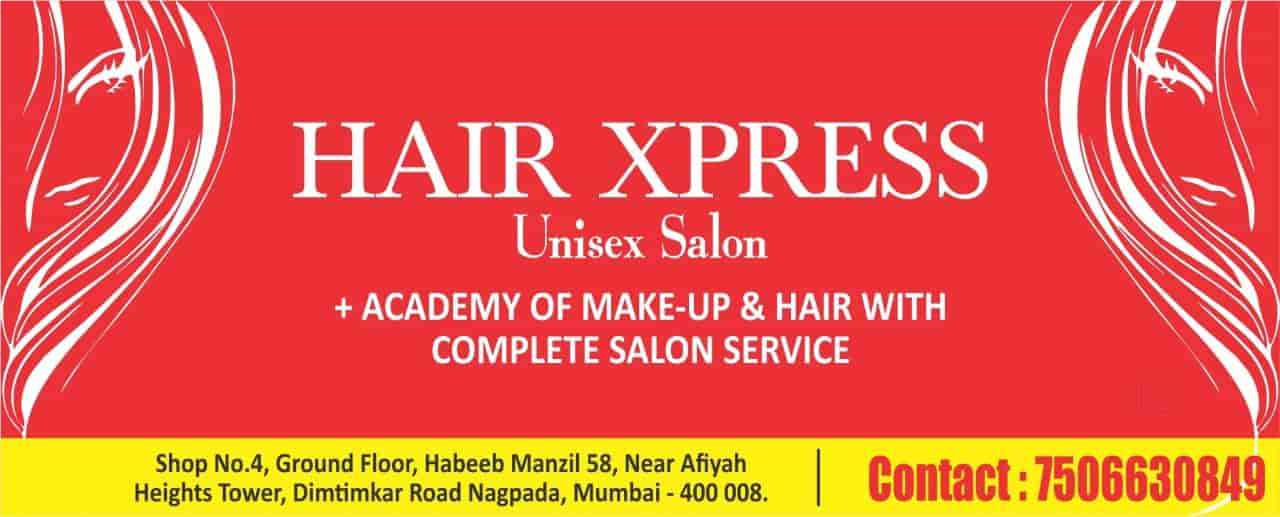 HAIR XPRESS
Unisex Salon
+ ACADEMY OF MAKE-UP & HAIR WITH
COMPLETE SALON SERVICE
Shop No.4, Ground Floor, Habeeb Manzil 58, Near Afiyah
Heights Tower, Dimtimkar Road Nagpada, Mumbai - 400 008.
Contact : 7506630849